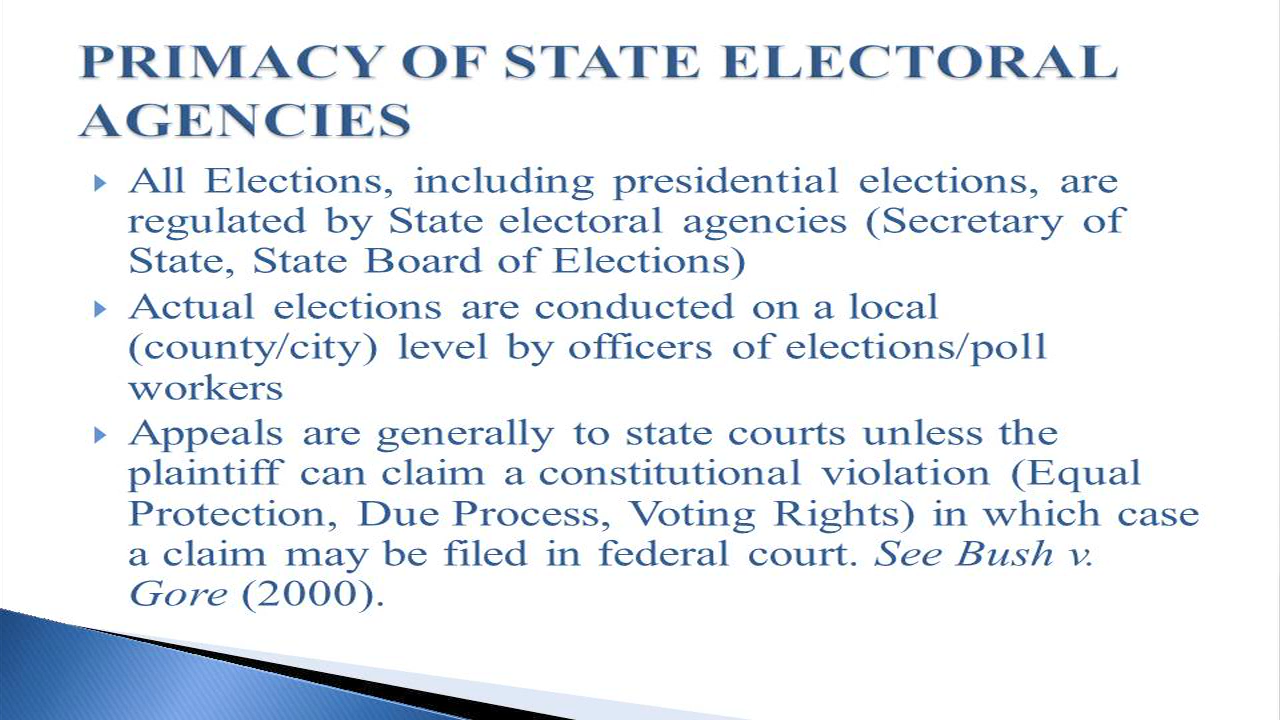 PRIMACY OF STATE ELECTORAL
AGENCIES
All Elections, including presidential elections, are
regulated by State electoral agencies (Secretary of
State, State Board of Elections)
Actual elections are conducted on a local
(county/city) level by officers of elections/poll
workers
Appeals are generally to state courts unless the
plaintiff can claim a constitutional violation (Equal
Protection, Due Process, Voting Rights) in which case
a claim may be filed in federal court. See Bush v.
Gore (2000).